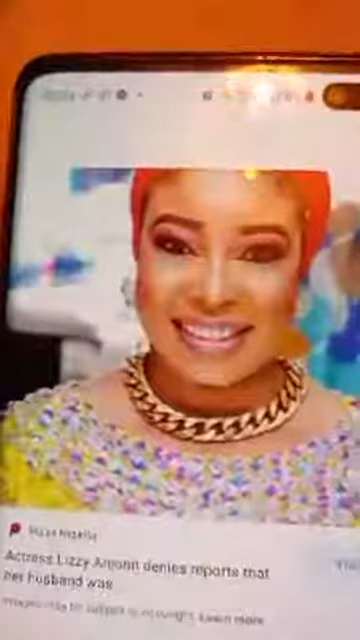 Actress Lizzy Anjorin denies reports that
her husband was
Images may be subject to copyright. Learn more